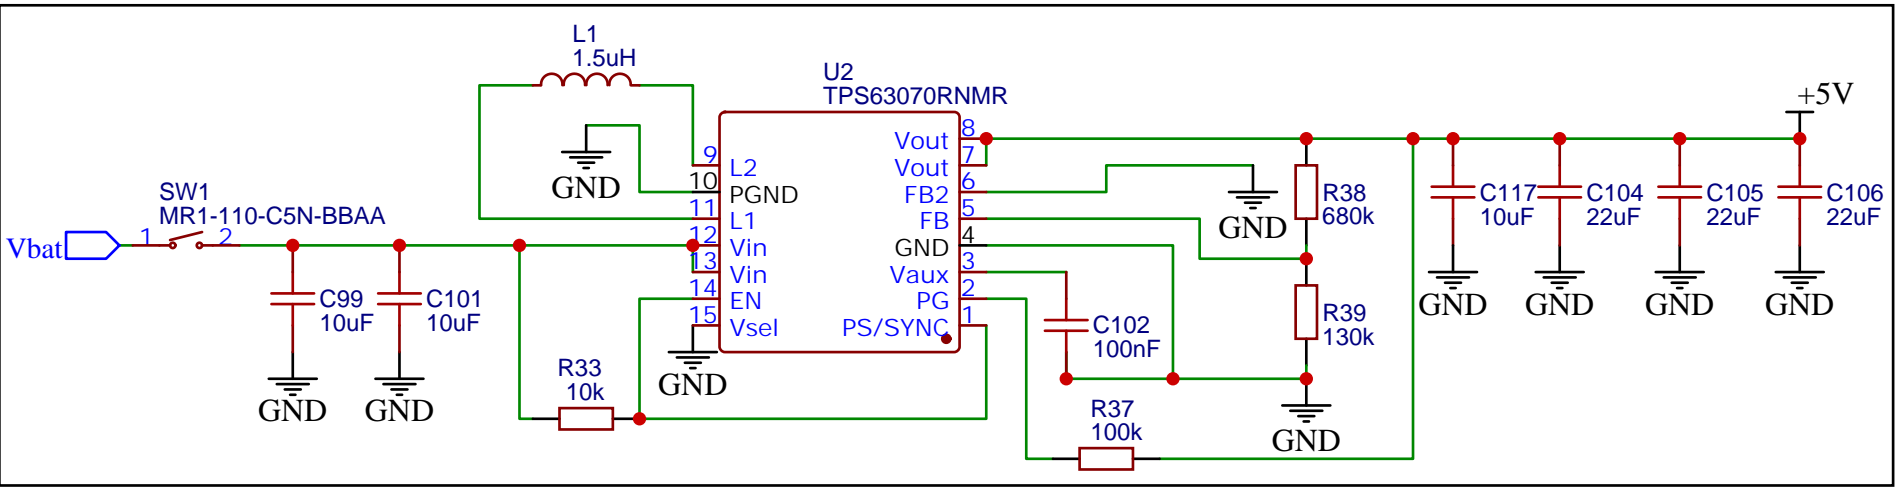 L1
1.5uH
U2
TPS63070RNMR
+5V
GND
SW1
MR1-110-C5N-BBAA
Vbat
1
2
9
L2
10
PGND
11
L1
12
Vin
13
Vin
14
EN
15
Vsel
Vout
8
Vout
7
FB2
6
FB
5
GND
4
Vaux
3
PG
2
PS/SYNC
1
GND
R38
680k
C117
10uF
C104
22uF
C105
22uF
C106
22uF
C99
10uF
C101
10uF
GND
C102
100nF
R39
130k
GND
GND
GND
GND
R33
10k
GND
GND
R37
100k
GND